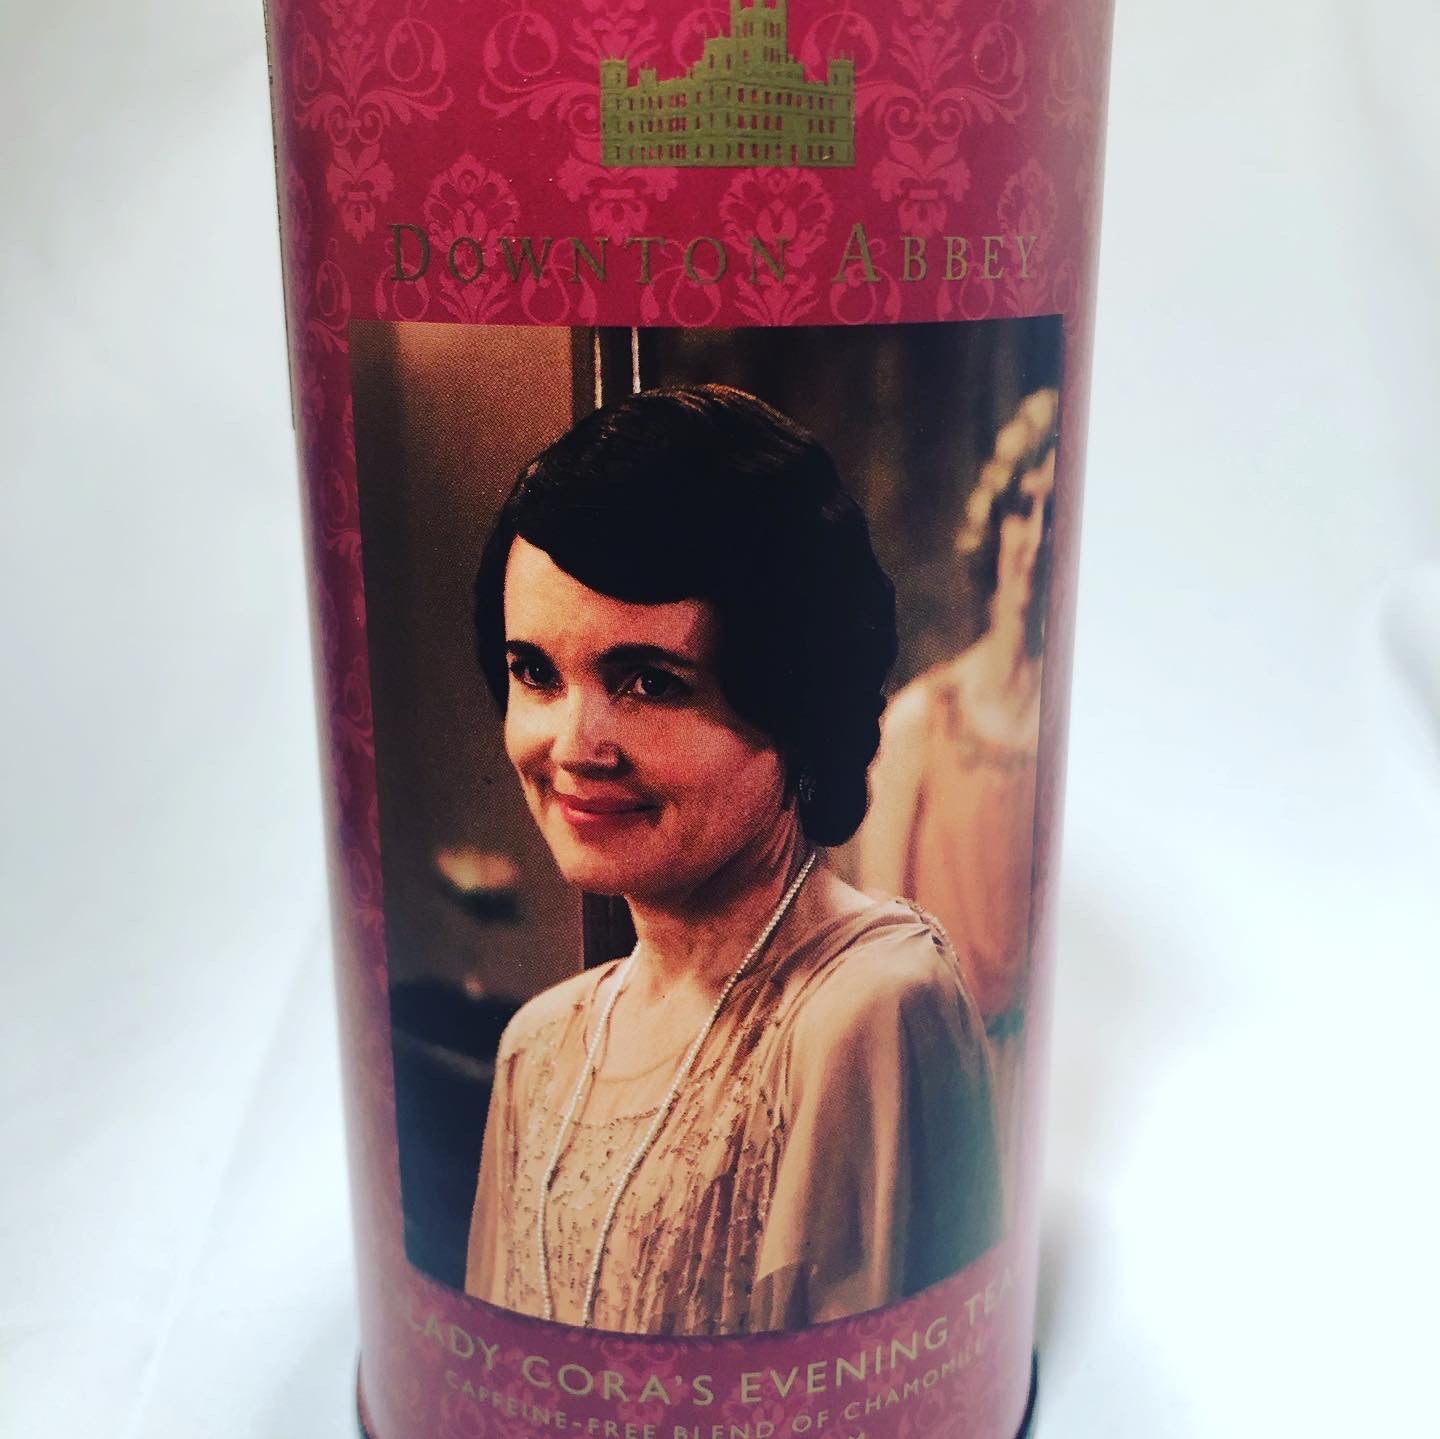 DOWNTON ABBEY
LADY CORA'S EVENING TEA
CAFFEINE-FREE BLEND OF CHAMOMILE